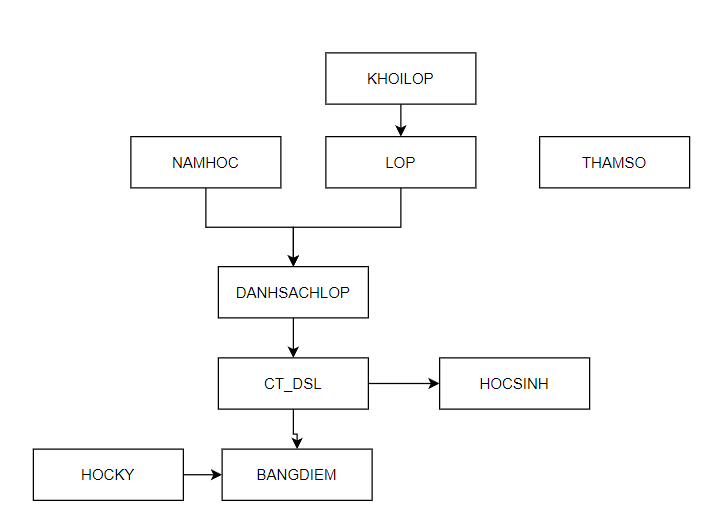 KHOILOP
NAMHOC
LOP
THAMSO
DANHSACHLOP
CT_DSL
HOCSINH
HOCKY
BANGDIEM